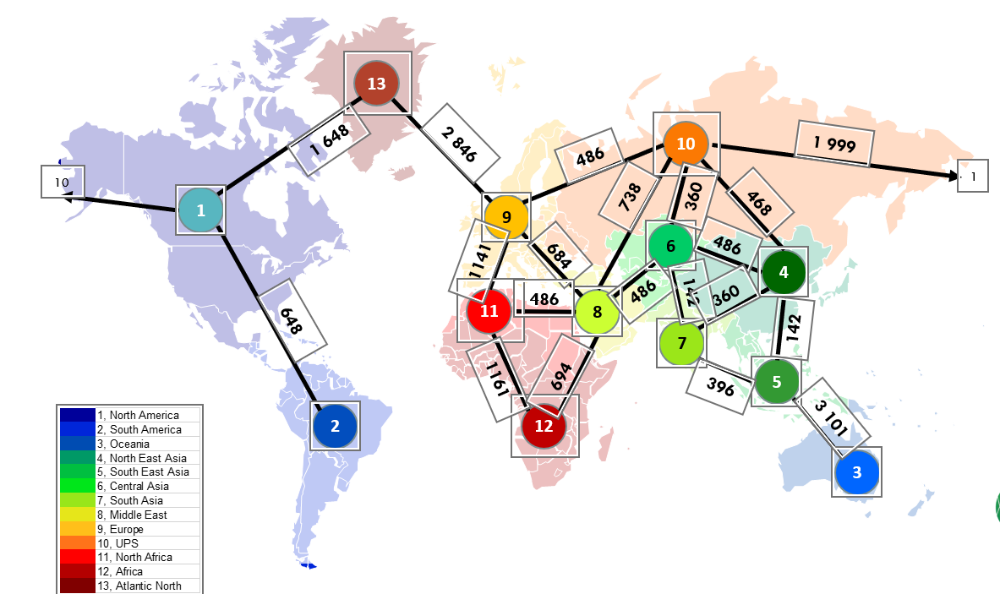 13
1 648
2 846
486
10
1 999
10
1
1
738
360
468
9
6
486
1141
684
4
486
142
360
11
486
8
648
7
142
1161
694
396
5
2
12
3 101
3
1, North America
2, South America
3, Oceania
4, North East Asia
5, South East Asia
6, Central Asia
7, South Asia
8, Middle East
9, Europe
10, UPS
11, North Africa
12, Africa
13, Atlantic North